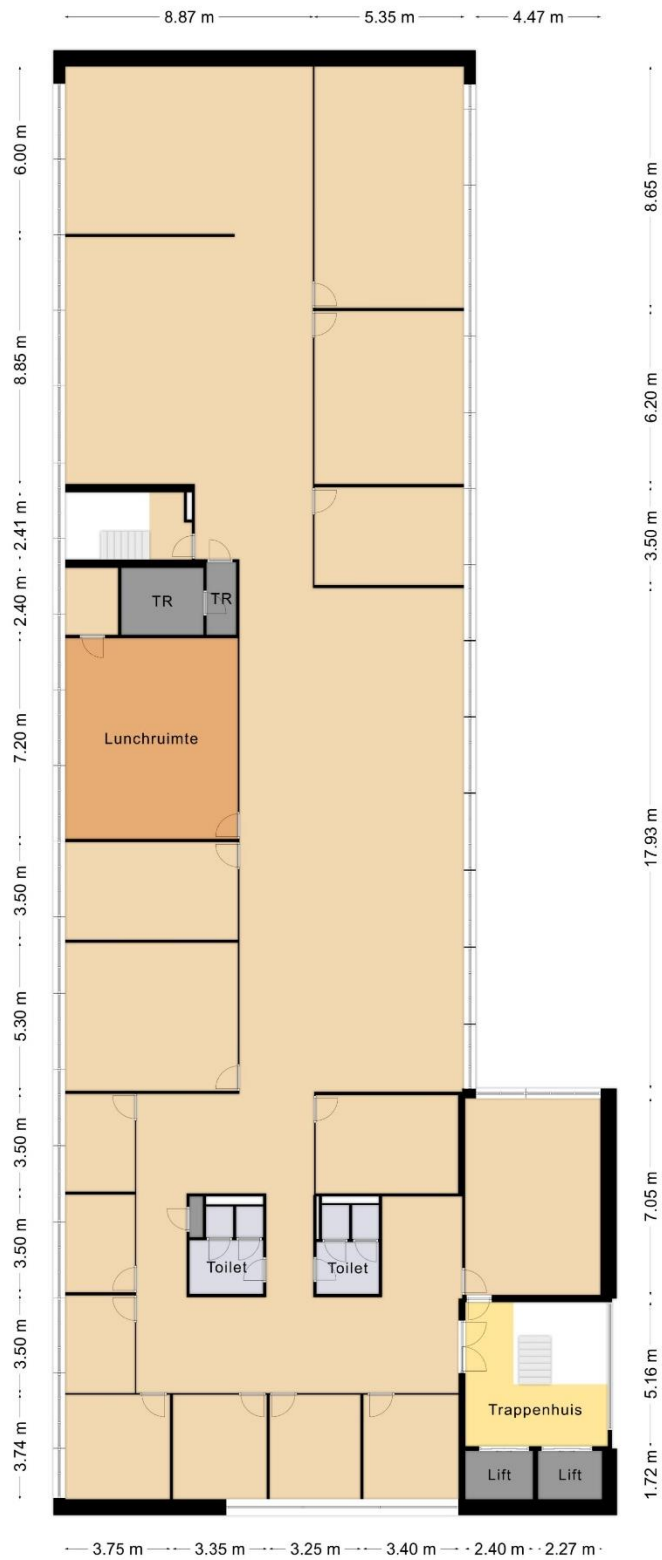 8.87 m
5.35 m
4.47 m
6.00 m
8.85 m
2.41 m
2.40 m
7.20 m
3.50 m
5.30 m
3.50 m
3.50 m
3.50 m
3.74 m
8.65 m
6.20 m
3.50 m
17.93 m
7.05 m
5.16 m
1.72 m
TR
TR
Lunchruimte
Toilet
Toilet
Trappenhuis
Lift
Lift
3.75 m
3.35 m
3.25 m
3.40 m
2.40 m
2.27 m